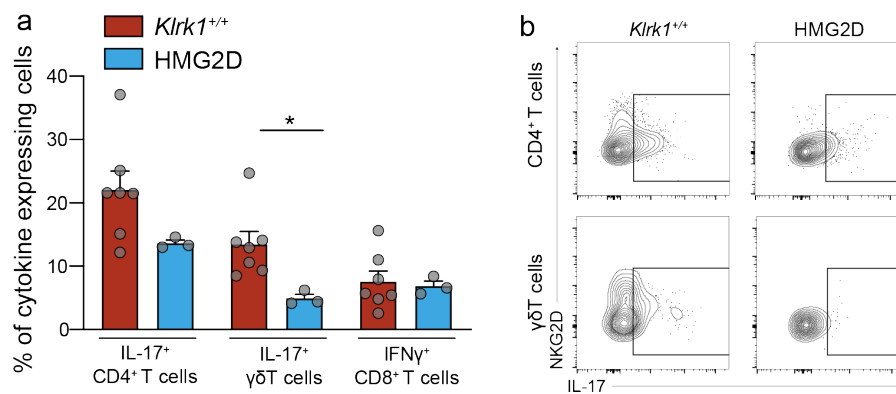 a
Klrk1+/+
HMG2D
% of cytokine expressing cells
40
30
20
10
0
*
IL-17+
CD4+ T cells
IL-17+
γδT cells
IFNγ+
CD8+ T cells
b
Klrk1+/+
HMG2D
CD4+ T cells
γδT cells
NKG2D
IL-17